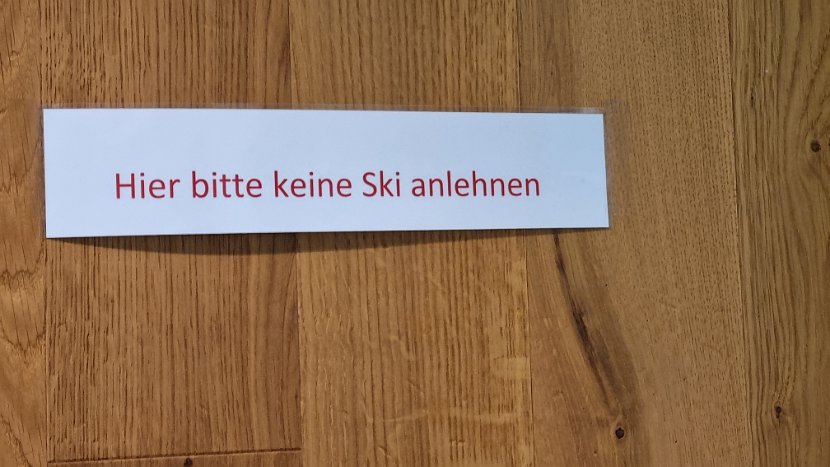 Hier bitte keine Ski anlehnen